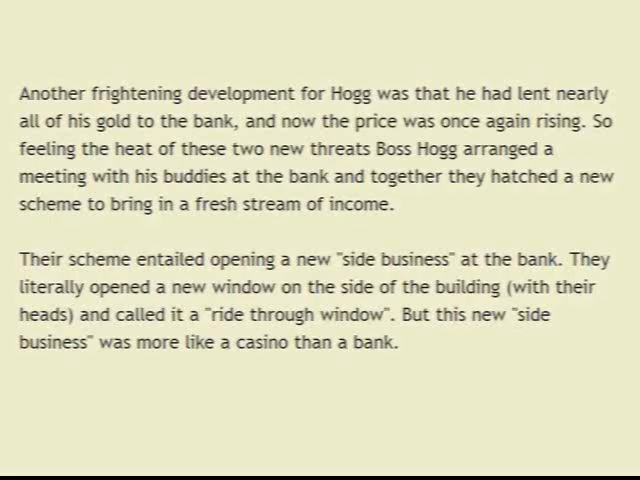 Another frightening development for Hogg was that he had lent nearly
all of his gold to the bank, and now the price was once again rising. So
feeling the heat of these two new threats Boss Hogg arranged a
meeting with his buddies at the bank and together they hatched a new
scheme to bring in a fresh stream of income.
Their scheme entailed opening a new "side business" at the bank. They
literally opened a new window on the side of the building (with their
heads) and called it a "ride through window". But this new "side
business" was more like a casino than a bank.